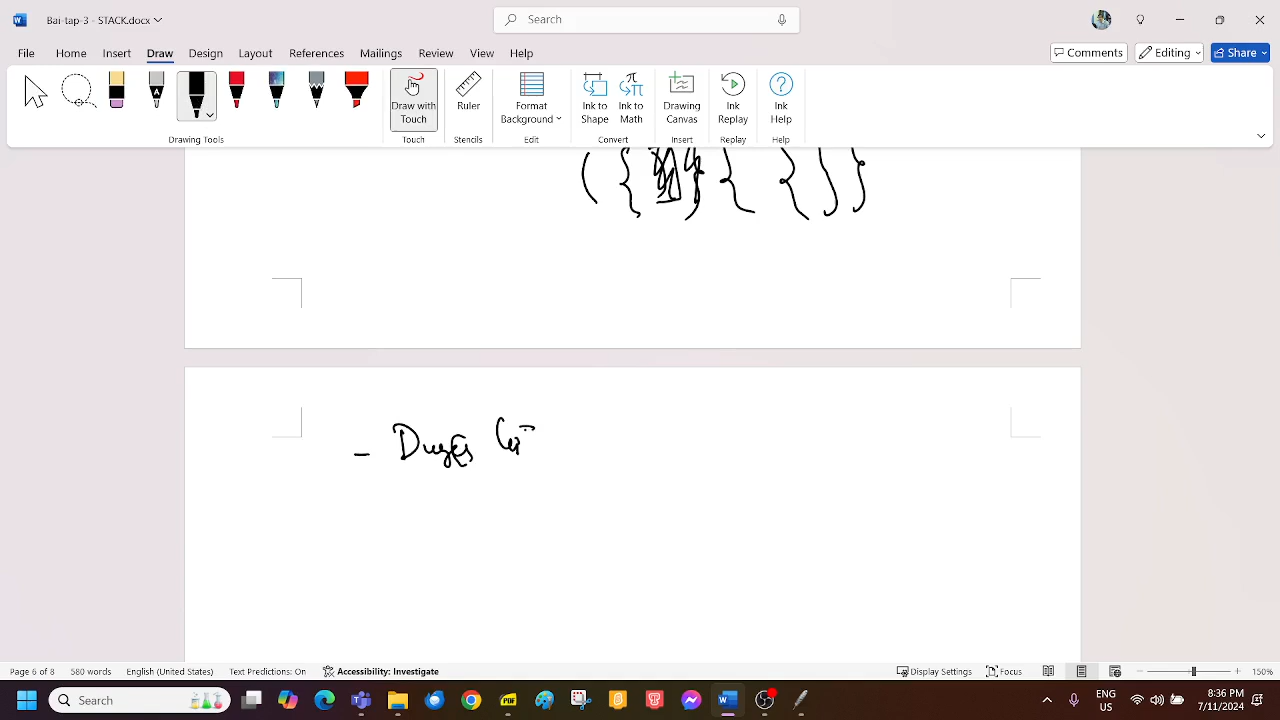 Bai-tap-3 - STACK.docx
Search
File Home Insert Draw Design Layout References Mailings Review View Help
Comments Editing Share
Draw with Touch
Ruler
Format Background
Ink to Shape
Ink to Math
Drawing Canvas
Ink Replay
Ink Help
Drawing Tools Touch Stencils Edit Convert Insert Replay Help
( { { { } }
- Duyệt
Page 6 of 8 580 words English (United States) Text Predictions: On Accessibility: Investigate Display Settings Focus 150%
Search PDF ENG US 8:36 PM 7/11/2024